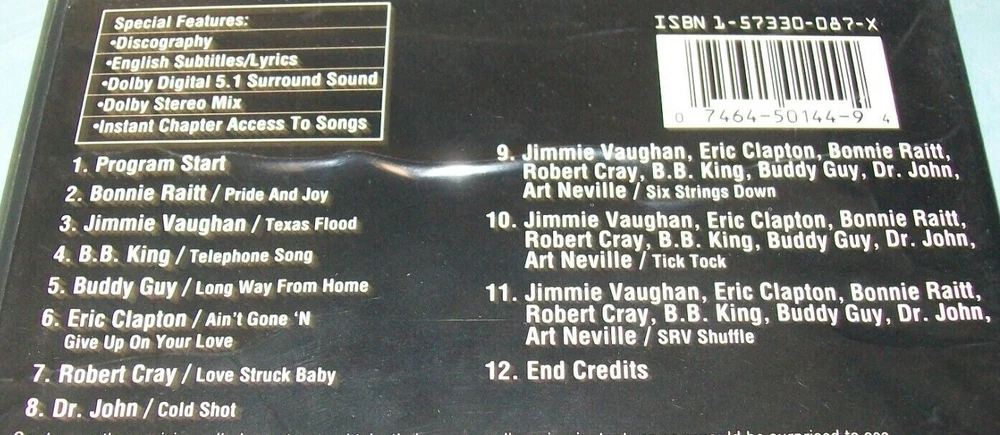 Special Features:
•Discography
•English Subtitles/Lyrics
•Dolby Digital 5.1 Surround Sound
•Dolby Stereo Mix
•Instant Chapter Access To Songs
ISBN 1-57330-087-X
0 7464-50144-9 4
1. Program Start
2. Bonnie Raitt / Pride And Joy
3. Jimmie Vaughan / Texas Flood
4. B.B. King / Telephone Song
5. Buddy Guy / Long Way From Home
6. Eric Clapton / Ain't Gone 'N
Give Up On Your Love
7. Robert Cray / Love Struck Baby
8. Dr. John / Cold Shot
9. Jimmie Vaughan, Eric Clapton, Bonnie Raitt,
Robert Cray, B.B. King, Buddy Guy, Dr. John,
Art Neville / Six Strings Down
10. Jimmie Vaughan, Eric Clapton, Bonnie Raitt,
Robert Cray, B.B. King, Buddy Guy, Dr. John,
Art Neville / Tick Tock
11. Jimmie Vaughan, Eric Clapton, Bonnie Raitt,
Robert Cray, B.B. King, Buddy Guy, Dr. John,
Art Neville / SRV Shuffle
12. End Credits
be surprised to see